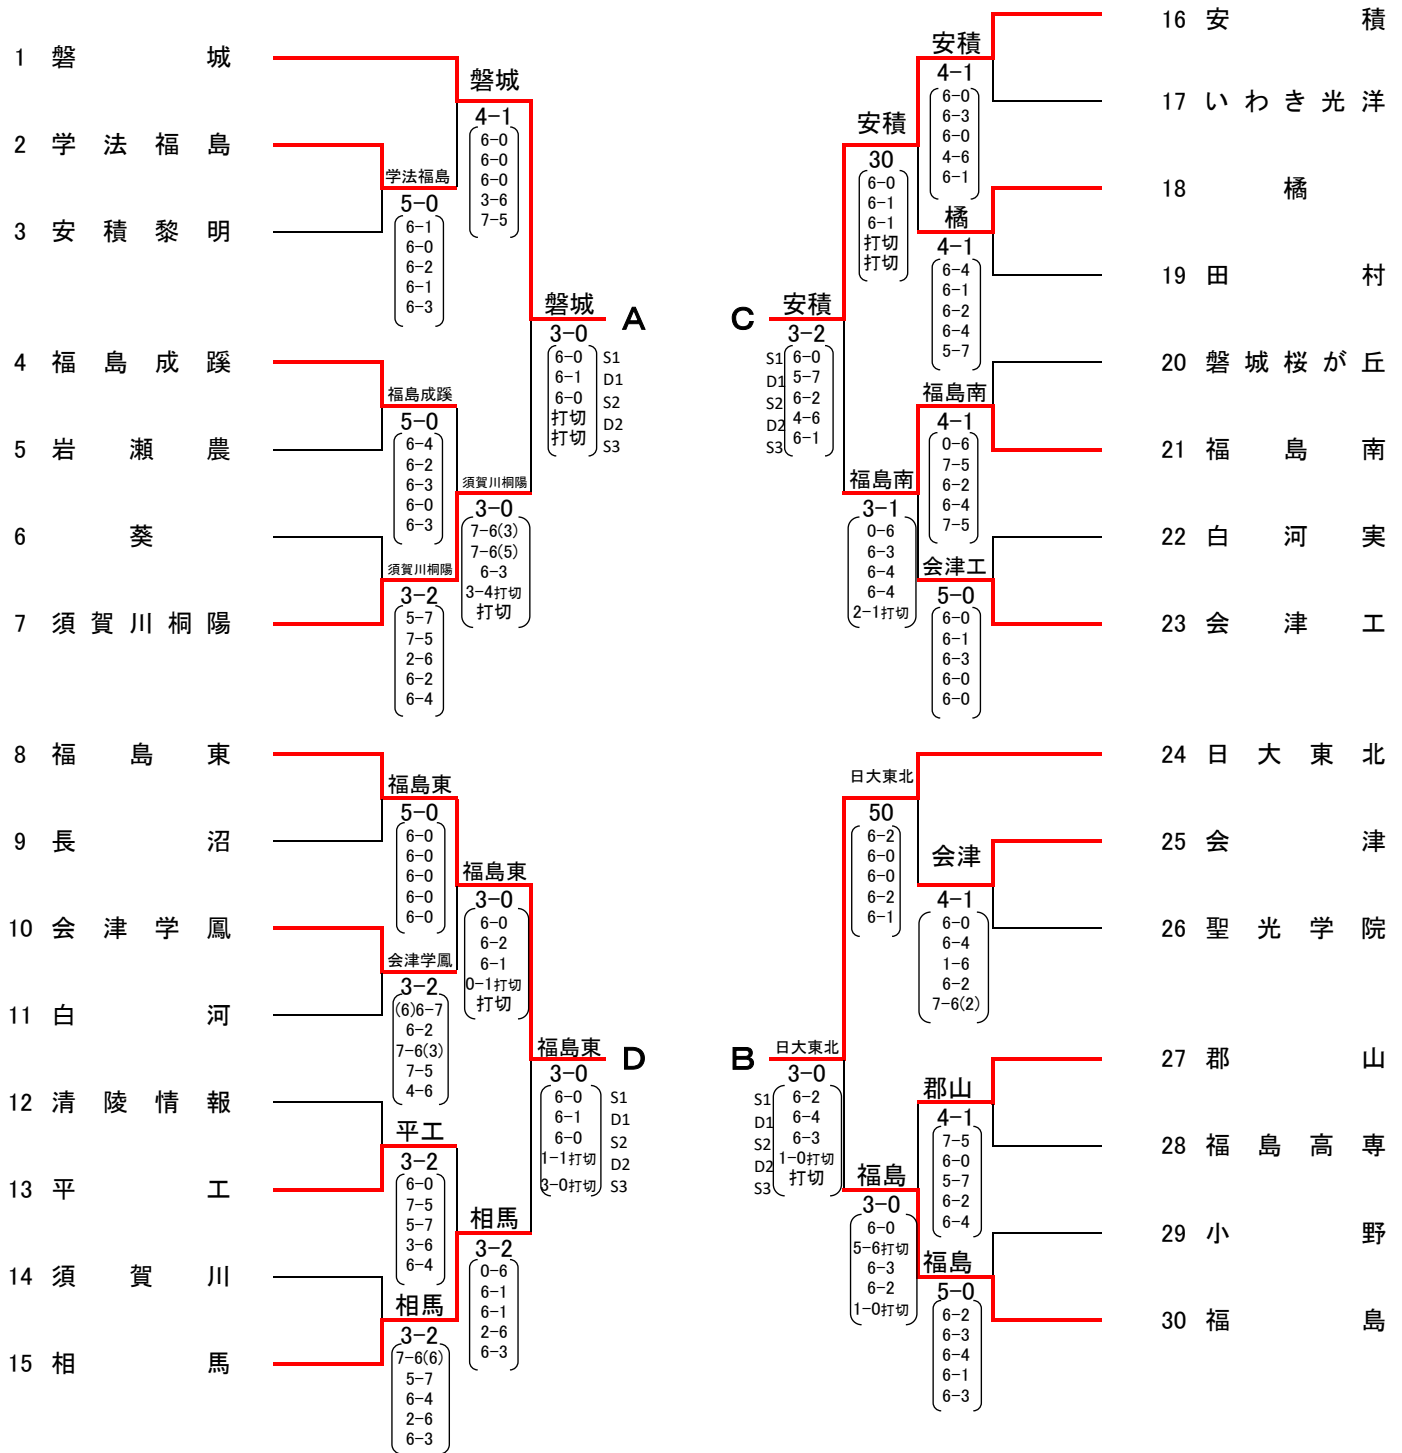 1 磐城
2 学法福島
3 安積黎明
4 福島成蹊
5 岩瀬農
6 葵
7 須賀川桐陽
8 福島東
9 長沼
10 会津学鳳
11 白河
12 清陵情報
13 平工
14 須賀川
15 相馬
学法福島
5-0
6-1
6-0
6-2
6-1
6-3
福島成蹊
5-0
6-4
6-2
6-3
6-0
6-3
須賀川桐陽
3-2
5-7
7-5
2-6
6-2
6-4
福島東
5-0
6-0
6-0
6-0
6-0
6-0
会津学鳳
3-2
(6)6-7
6-2
7-6(3)
7-5
4-6
平工
3-2
6-0
7-5
5-7
3-6
6-4
相馬
3-2
7-6(6)
5-7
6-4
2-6
6-3
磐城
4-1
6-0
6-0
6-0
3-6
7-5
須賀川桐陽
3-0
7-6(3)
7-6(5)
6-3
3-4打切
打切
福島東
3-0
6-0
6-2
6-1
0-1打切
打切
相馬
3-2
0-6
6-1
6-1
2-6
6-3
磐城 A
3-0
6-0 S1
6-1 D1
6-0 S2
打切 D2
打切 S3
福島東 D
3-0
6-0 S1
6-1 D1
6-0 S2
1-1打切 D2
3-0打切 S3
C 安積
3-2
S1 6-0
D1 5-7
S2 6-2
D2 4-6
S3 6-1
B 日大東北
3-0
S1 6-2
D1 6-4
S2 6-3
D2 1-0打切
S3 打切
安積
30
6-0
6-1
6-1
打切
打切
福島南
3-1
0-6
6-3
6-4
6-4
2-1打切
日大東北
50
6-2
6-0
6-0
6-2
6-1
福島
3-0
6-0
5-6打切
6-3
6-2
1-0打切
安積
4-1
6-0
6-3
6-0
4-6
6-1
橘
4-1
6-4
6-1
6-2
6-4
5-7
福島南
4-1
0-6
7-5
6-2
6-4
7-5
会津工
5-0
6-0
6-1
6-3
6-0
6-0
会津
4-1
6-0
6-4
1-6
6-2
7-6(2)
郡山
4-1
7-5
6-0
5-7
6-2
6-4
福島
5-0
6-2
6-3
6-4
6-1
6-3
16 安積
17 いわき光洋
18 橘
19 田村
20 磐城桜が丘
21 福島南
22 白河実
23 会津工
24 日大東北
25 会津
26 聖光学院
27 郡山
28 福島高専
29 小野
30 福島